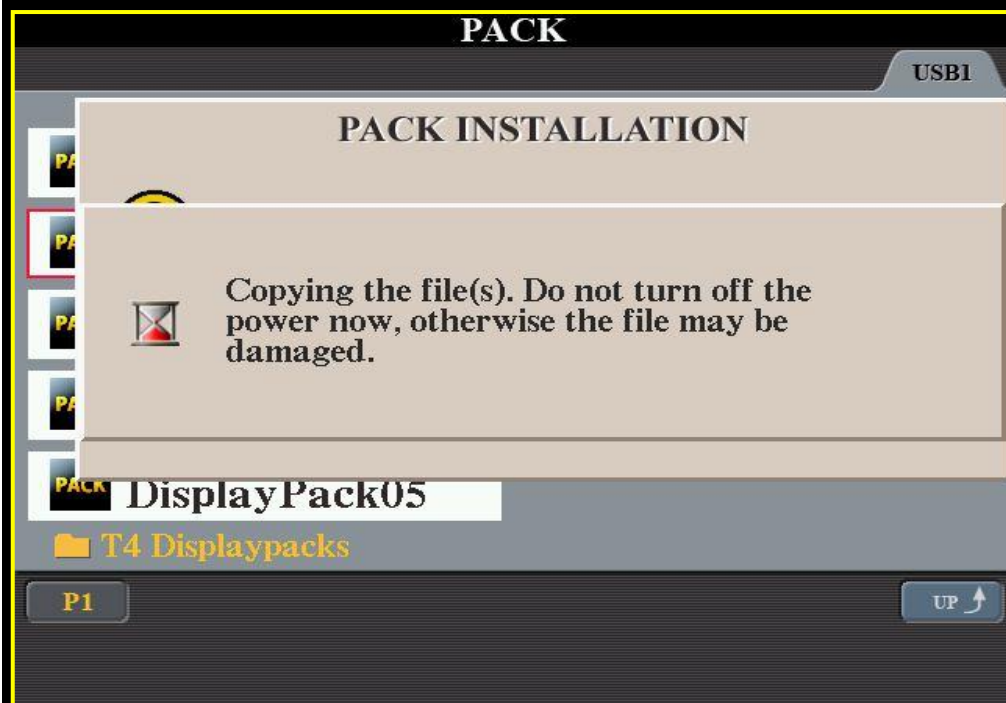 PACK
USB1
PACK INSTALLATION
Copying the file(s). Do not turn off the
power now, otherwise the file may be
damaged.
PACK
DisplayPack05
T4 Displaypacks
P1
UP